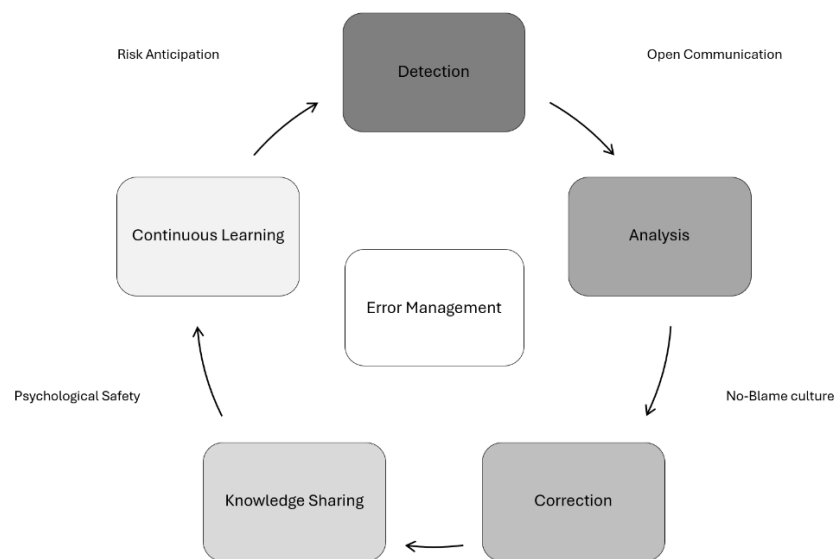 Risk Anticipation
Detection
Open Communication
Continuous Learning
Analysis
Error Management
Psychological Safety
No-Blame culture
Knowledge Sharing
Correction